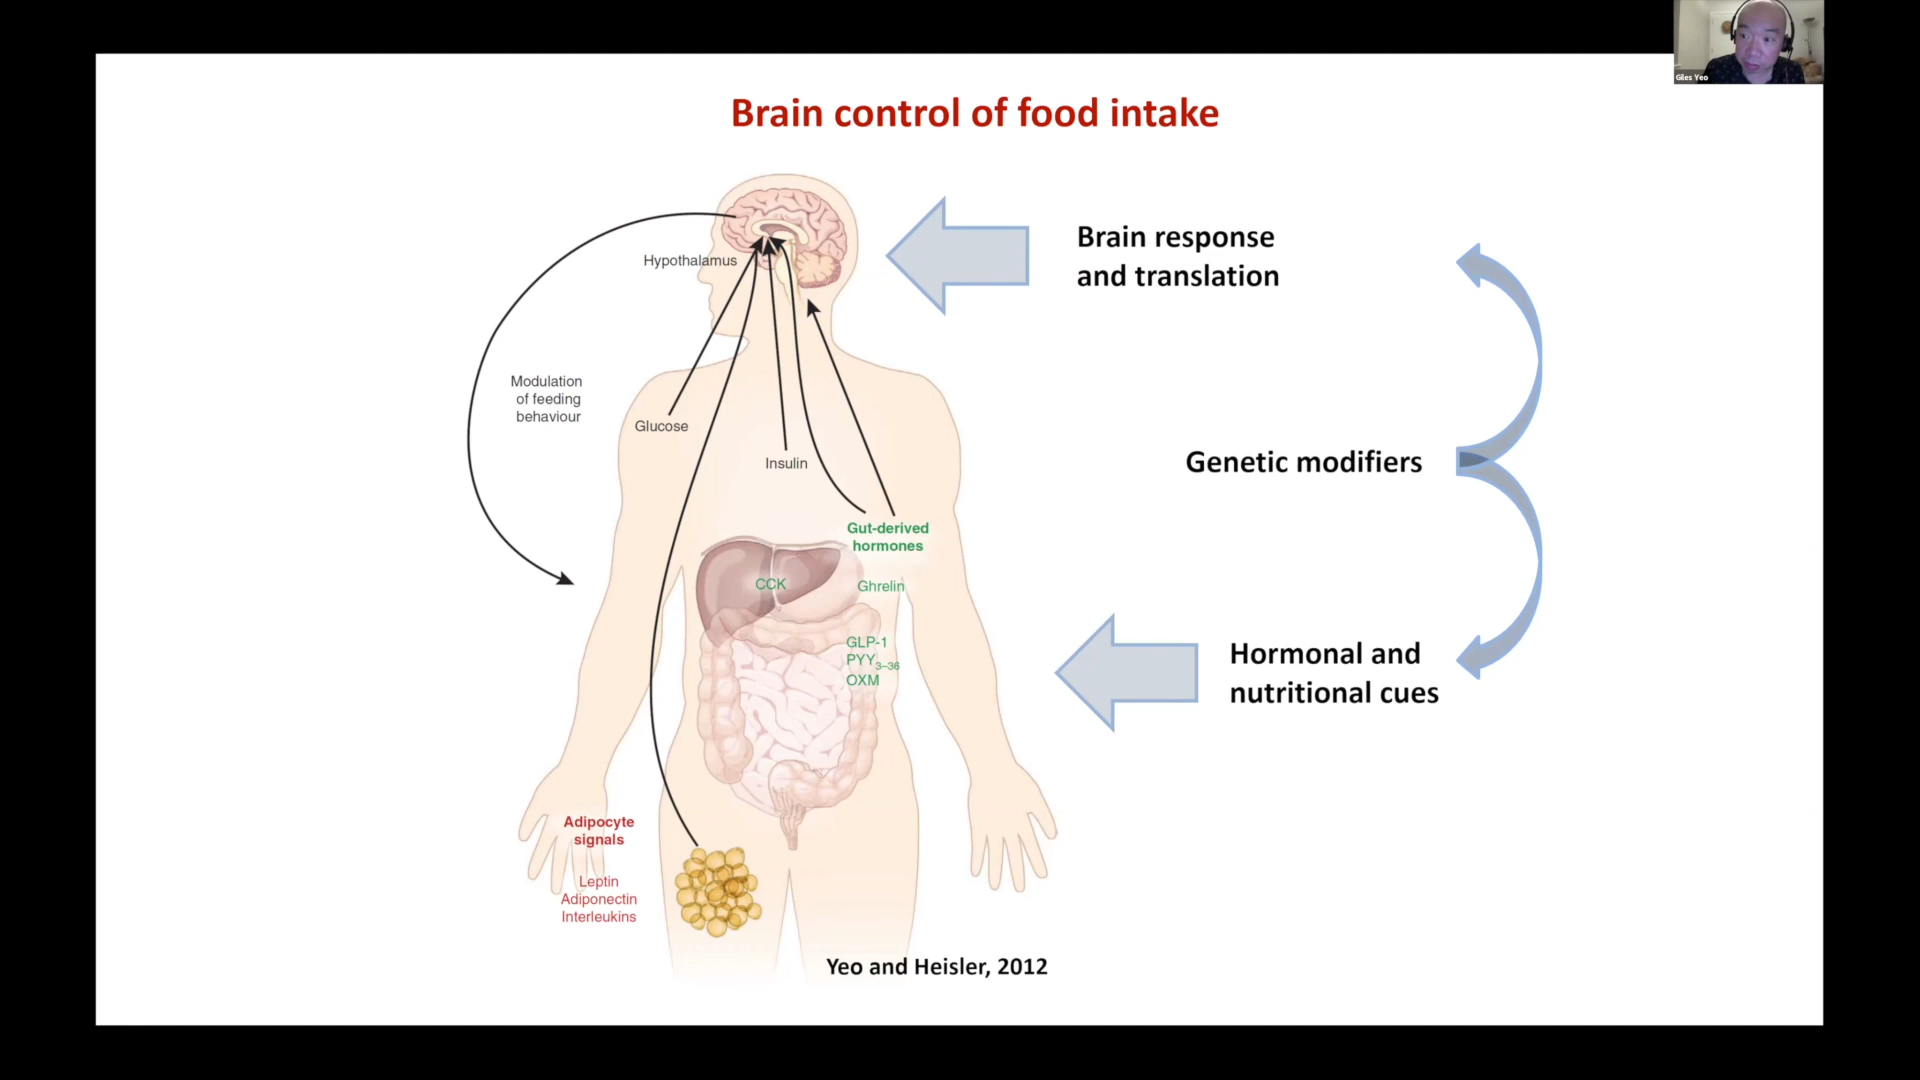 Giles Yeo
Brain control of food intake
Hypothalamus
Brain response
and translation
Modulation
of feeding
behaviour
Glucose
Insulin
Genetic modifiers
Gut-derived
hormones
CCK
Ghrelin
GLP-1
PYY3–36
OXM
Hormonal and
nutritional cues
Adipocyte
signals
Leptin
Adiponectin
Interleukins
Yeo and Heisler, 2012